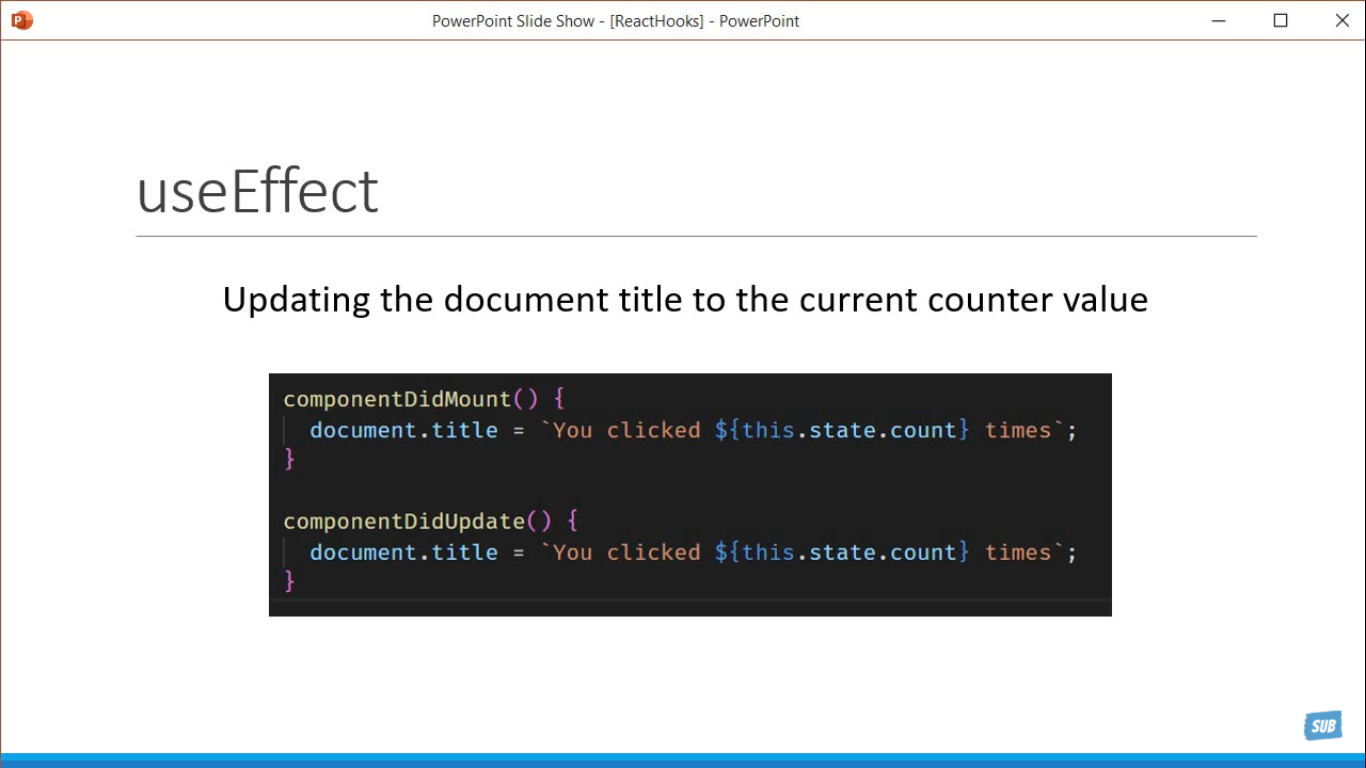 PowerPoint Slide Show - [ReactHooks] - PowerPoint
useEffect
Updating the document title to the current counter value
componentDidMount() {
  document.title = `You clicked ${this.state.count} times`;
}
componentDidUpdate() {
  document.title = `You clicked ${this.state.count} times`;
}
SUB